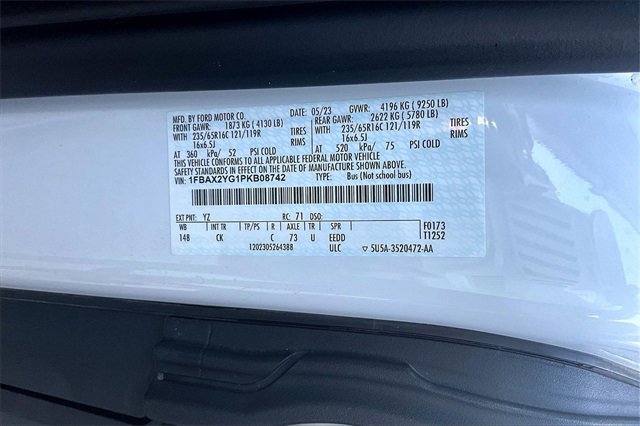 MFD. BY FORD MOTOR CO. DATE: 05/23 GVWR: 4196 KG ( 9250 LB)
FRONT GAWR: 1873 KG ( 4130 LB) REAR GAWR: 2622 KG ( 5780 LB)
WITH 235/65R16C 121/119R TIRES WITH 235/65R16C 121/119R TIRES
16x6.5J RIMS 16x6.5J RIMS
AT 360 kPa/ 52 PSI COLD AT 520 kPa/ 75 PSI COLD
THIS VEHICLE CONFORMS TO ALL APPLICABLE FEDERAL MOTOR VEHICLE
SAFETY STANDARDS IN EFFECT ON THE DATE OF MANUFACTURE SHOWN ABOVE.
VIN: 1FBAX2YG1PKB08742 TYPE: Bus (Not school bus)
EXT PNT: YZ RC: 71 DSO: F0173
WB INT TR TP/PS R AXLE TR SPR T1252
148 CK C 73 U EEDD
1202305264388 ULC ▽ 5U5A-3520472-AA